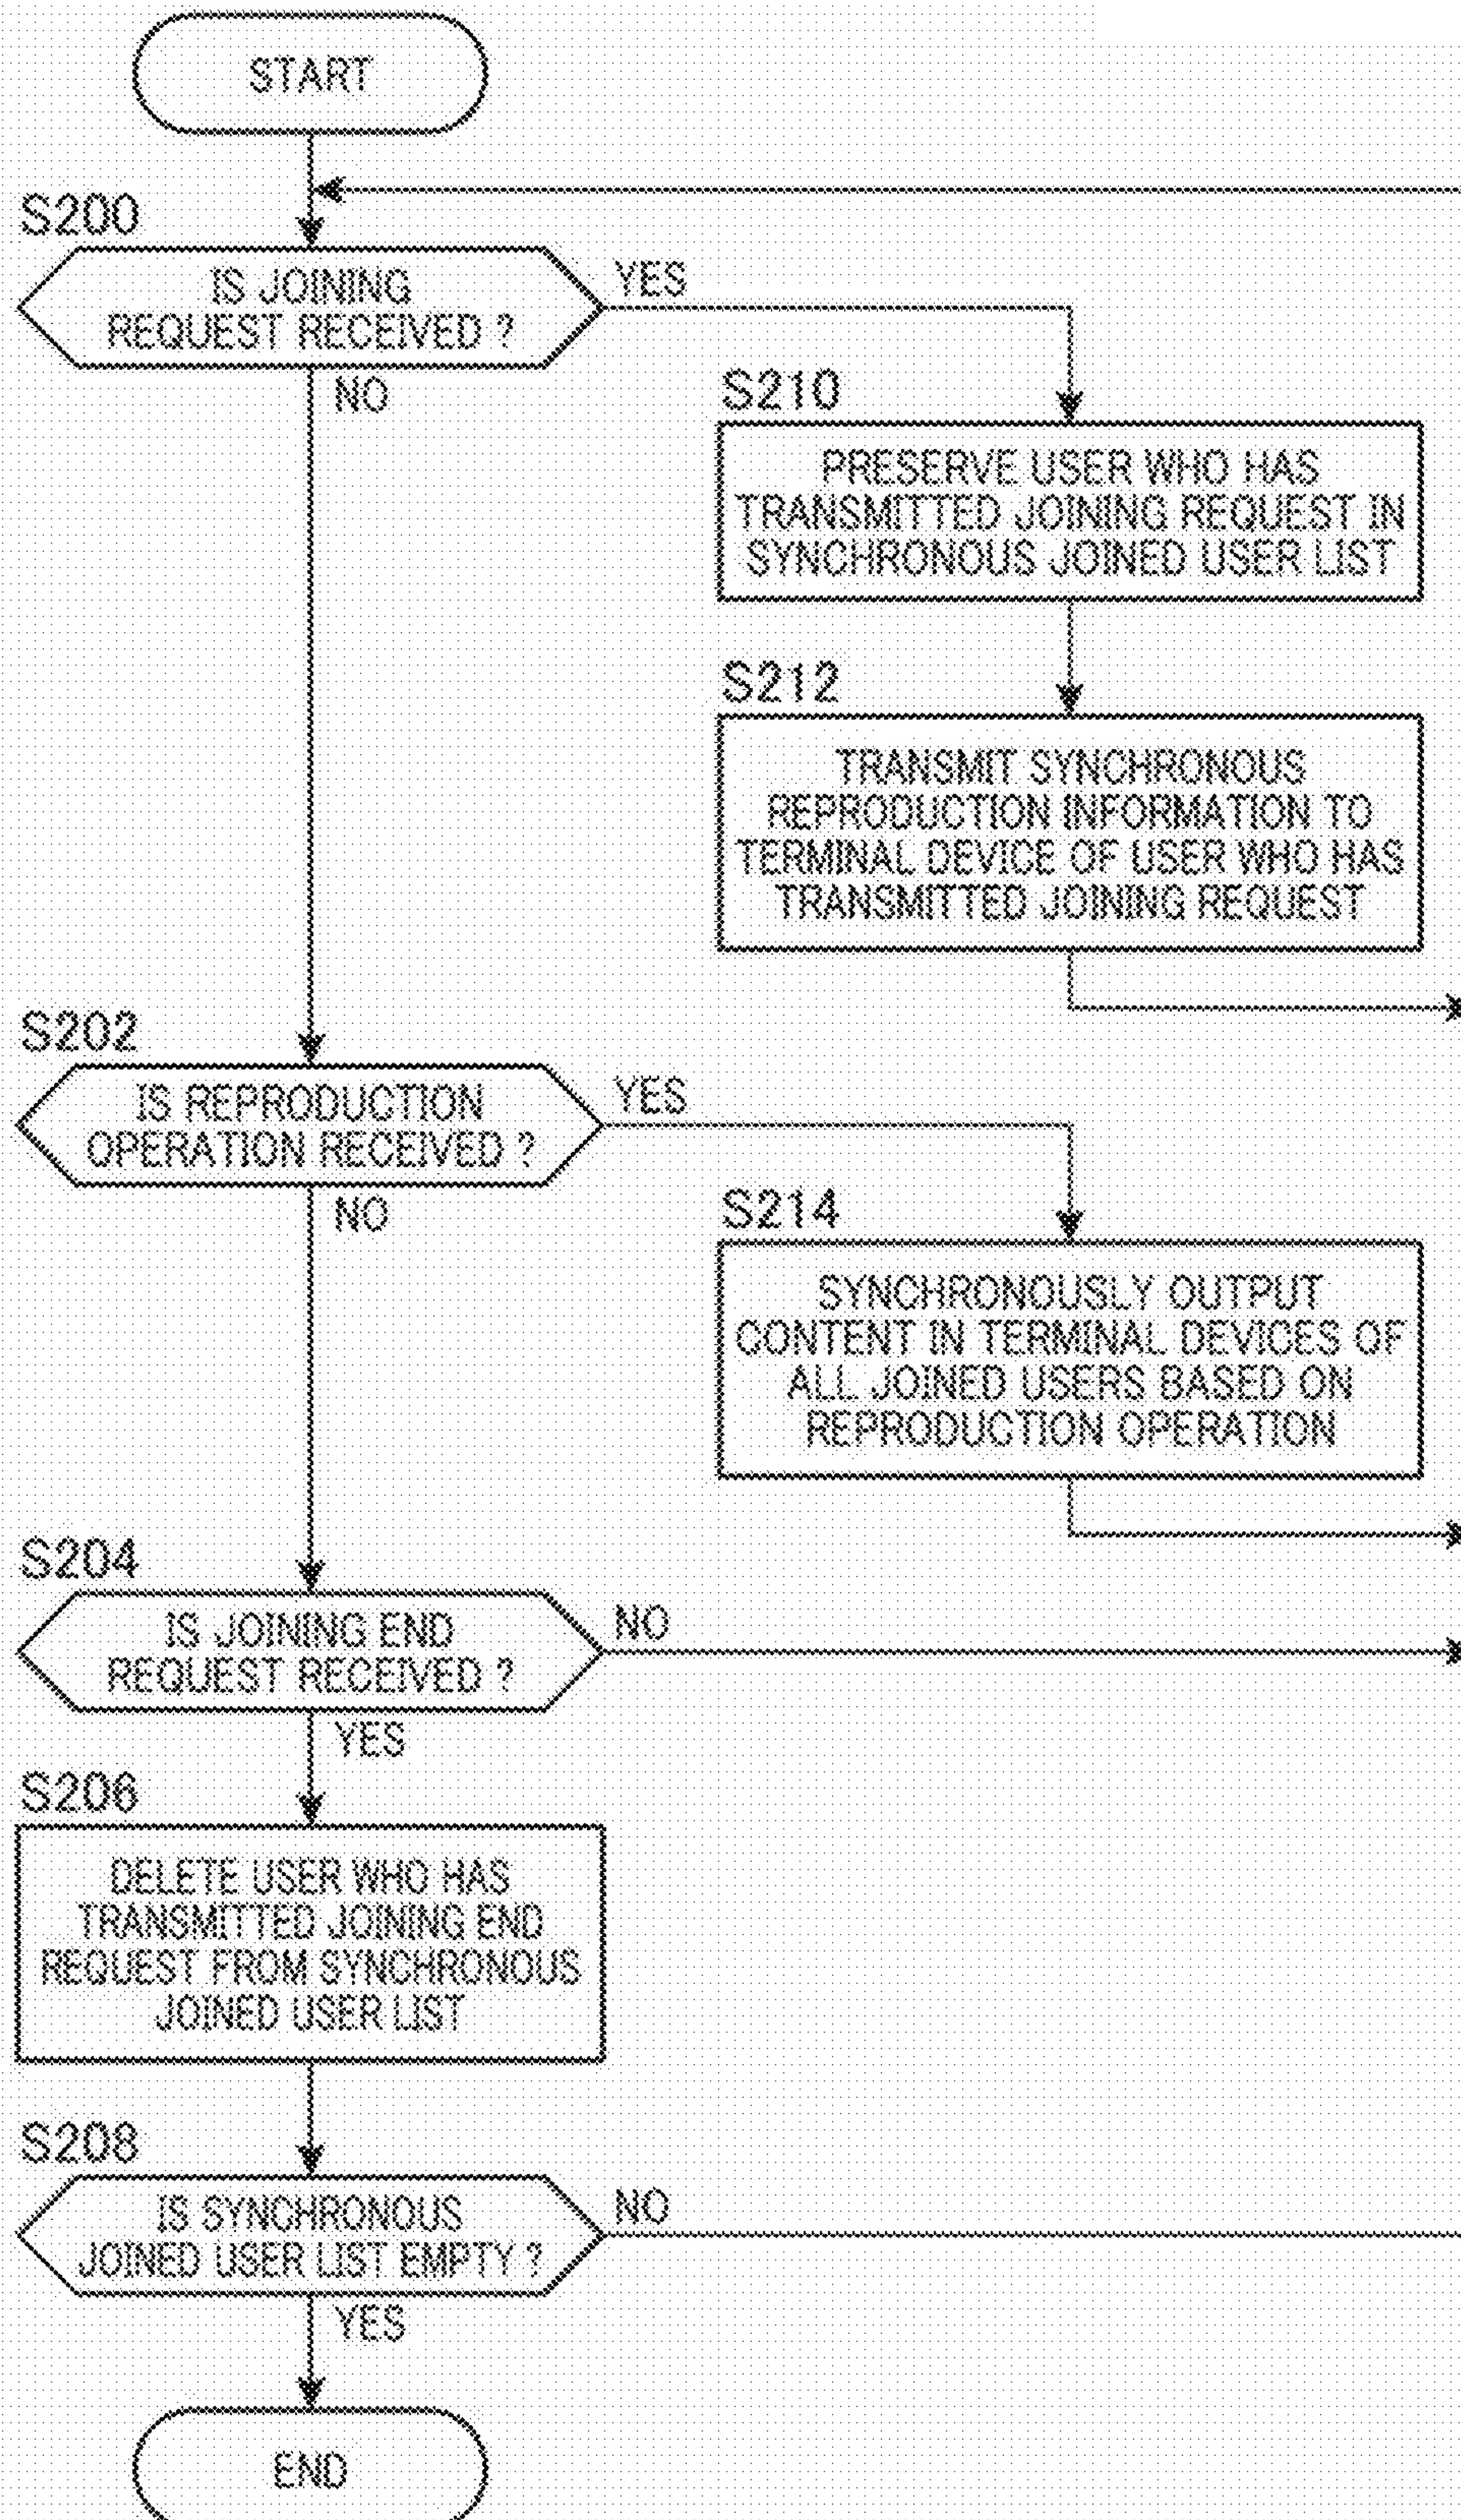 START
S200
IS JOINING
REQUEST RECEIVED ?
YES
NO
S210
PRESERVE USER WHO HAS
TRANSMITTED JOINING REQUEST IN
SYNCHRONOUS JOINED USER LIST
S212
TRANSMIT SYNCHRONOUS
REPRODUCTION INFORMATION TO
TERMINAL DEVICE OF USER WHO HAS
TRANSMITTED JOINING REQUEST
S202
IS REPRODUCTION
OPERATION RECEIVED ?
YES
NO
S214
SYNCHRONOUSLY OUTPUT
CONTENT IN TERMINAL DEVICES OF
ALL JOINED USERS BASED ON
REPRODUCTION OPERATION
S204
IS JOINING END
REQUEST RECEIVED ?
NO
YES
S206
DELETE USER WHO HAS
TRANSMITTED JOINING END
REQUEST FROM SYNCHRONOUS
JOINED USER LIST
S208
IS SYNCHRONOUS
JOINED USER LIST EMPTY ?
NO
YES
END